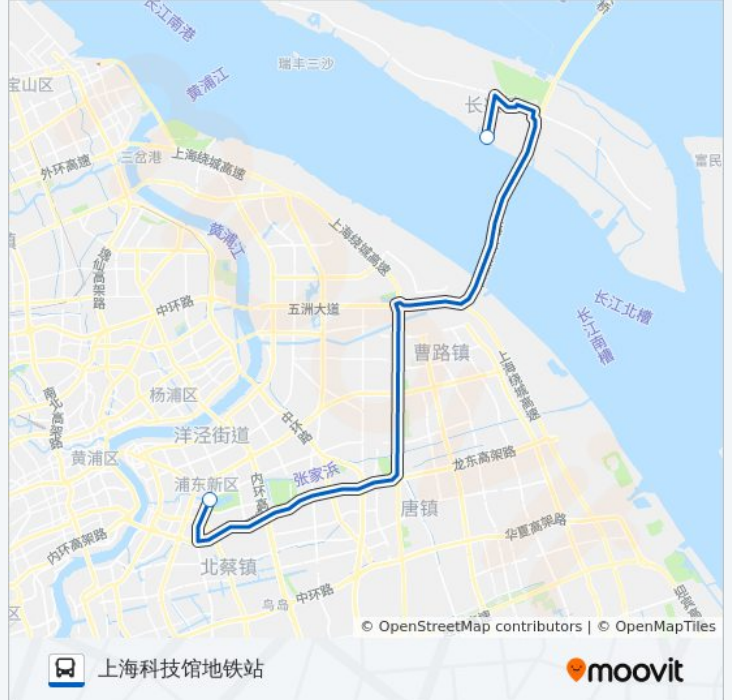 长江南港
桥
瑞丰三沙
黄浦江
宝山区
长
三岔港
上海绕城高速
外环高速
富民
黄浦江
上海绕城高速
镇
逸仙高架路
中环路
五洲大道
长江北槽
长江南槽
曹路镇
上海绕城高速
南北高架路
杨浦区
中环路
洋泾街道
黄浦区
龙东高架路
张家浜
内环高
浦东新区
唐镇
华夏高架路
内环高架路
北蔡镇
乌岛
中环路
区
© OpenStreetMap contributors | © OpenMapTiles
上海科技馆地铁站
moovit